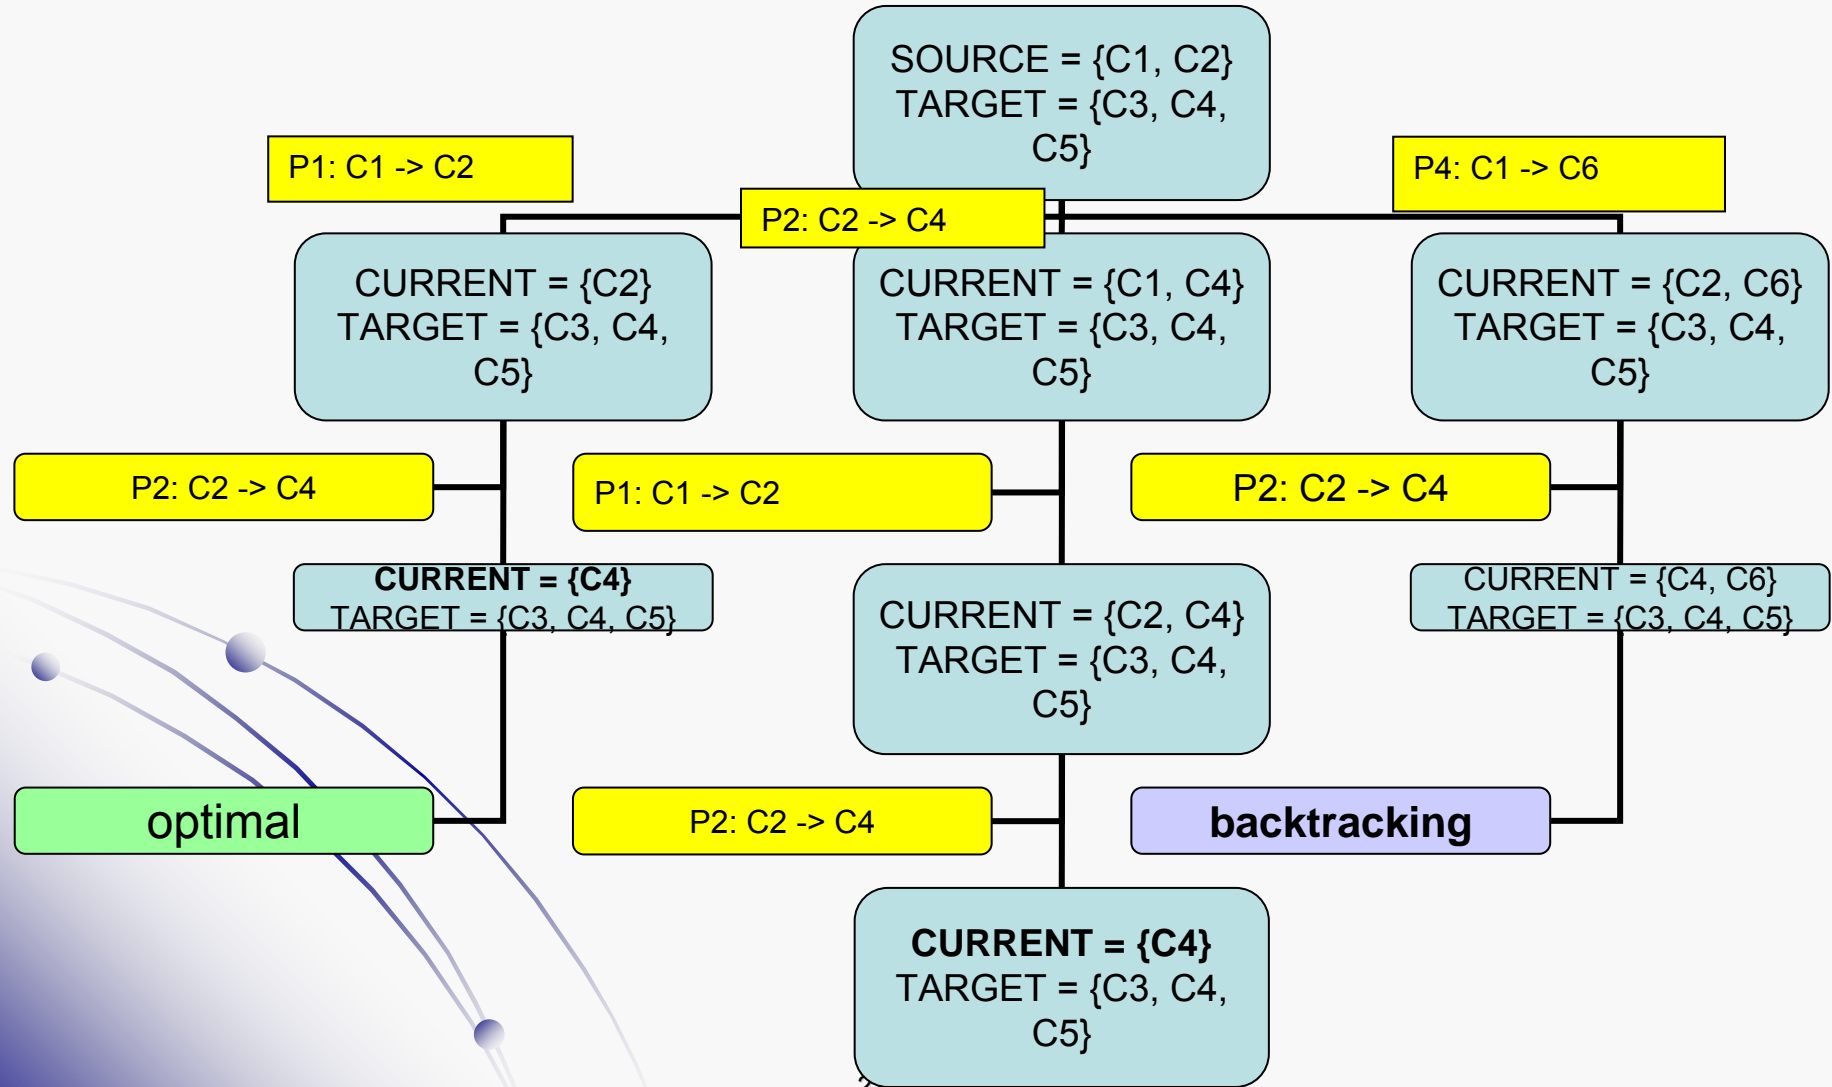 SOURCE = {C1, C2}
TARGET = {C3, C4,
C5}
P1: C1 -> C2
P2: C2 -> C4
P4: C1 -> C6
CURRENT = {C2}
TARGET = {C3, C4,
C5}
CURRENT = {C1, C4}
TARGET = {C3, C4,
C5}
CURRENT = {C2, C6}
TARGET = {C3, C4,
C5}
P2: C2 -> C4
P1: C1 -> C2
P2: C2 -> C4
CURRENT = {C4}
TARGET = {C3, C4, C5}
CURRENT = {C2, C4}
TARGET = {C3, C4,
C5}
CURRENT = {C4, C6}
TARGET = {C3, C4, C5}
optimal
P2: C2 -> C4
backtracking
CURRENT = {C4}
TARGET = {C3, C4,
C5}